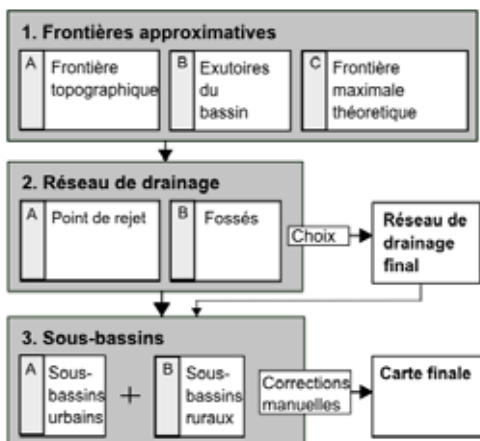 1. Frontières approximatives
A
Frontière
topographique
B
Exutoires
du
bassin
C
Frontière
maximale
théoretique
2. Réseau de drainage
A
Point de rejet
B
Fossés
Choix
Réseau de
drainage
final
3. Sous-bassins
A
Sous-
bassins
urbains
+
B
Sous-
bassins
ruraux
Corrections
manuelles
Carte finale